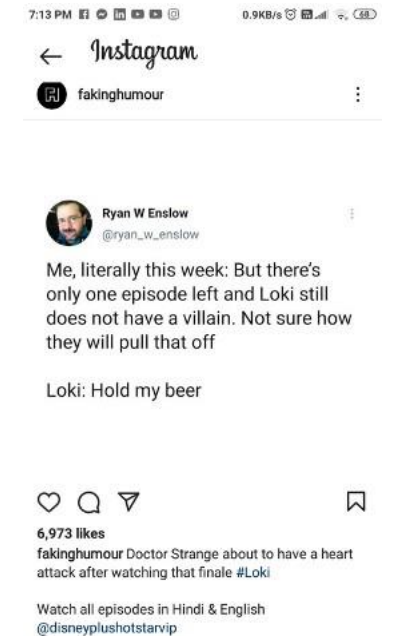 7:13 PM
0.9KB/s
68
Instagram
fakinghumour
Ryan W Enslow
@ryan_w_enslow
Me, literally this week: But there's
only one episode left and Loki still
does not have a villain. Not sure how
they will pull that off
Loki: Hold my beer
6,973 likes
fakinghumour Doctor Strange about to have a heart
attack after watching that finale #Loki
Watch all episodes in Hindi & English
@disneyplushotstarvip